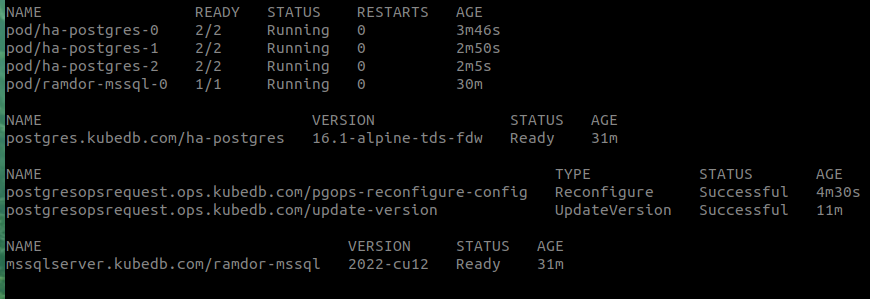 NAME READY STATUS RESTARTS AGE
pod/ha-postgres-0 2/2 Running 0 3m46s
pod/ha-postgres-1 2/2 Running 0 2m50s
pod/ha-postgres-2 2/2 Running 0 2m5s
pod/ramdor-mssql-0 1/1 Running 0 30m
NAME VERSION STATUS AGE
postgres.kubedb.com/ha-postgres 16.1-alpine-tds-fdw Ready 31m
NAME TYPE STATUS AGE
postgresopsrequest.ops.kubedb.com/pgops-reconfigure-config Reconfigure Successful 4m30s
postgresopsrequest.ops.kubedb.com/update-version UpdateVersion Successful 11m
NAME VERSION STATUS AGE
mssqlserver.kubedb.com/ramdor-mssql 2022-cu12 Ready 31m